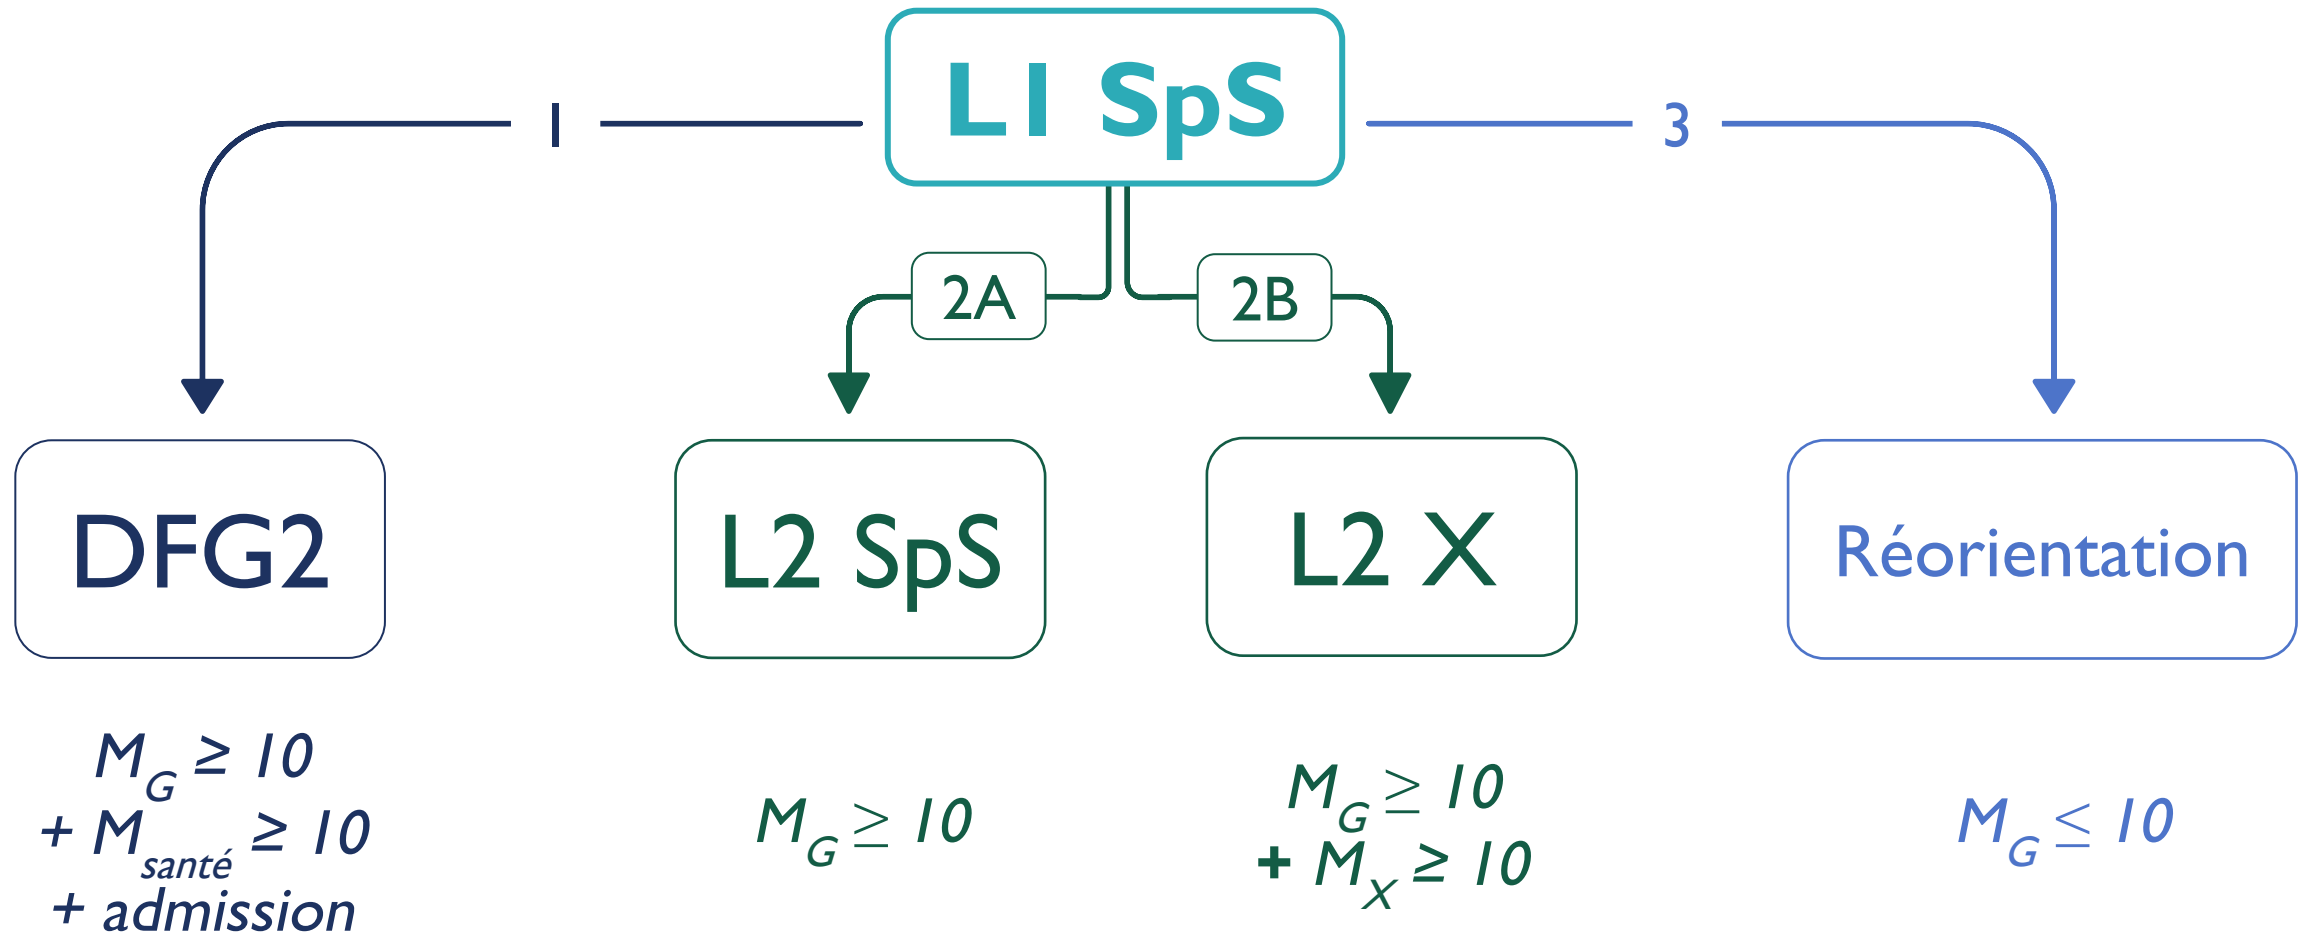 L1 SpS
1
3
2A
2B
DFG2
L2 SpS
L2 X
Réorientation
M_G ≥ 10
+ M_santé ≥ 10
+ admission
M_G ≥ 10
M_G ≥ 10
+ M_X ≥ 10
M_G ≤ 10